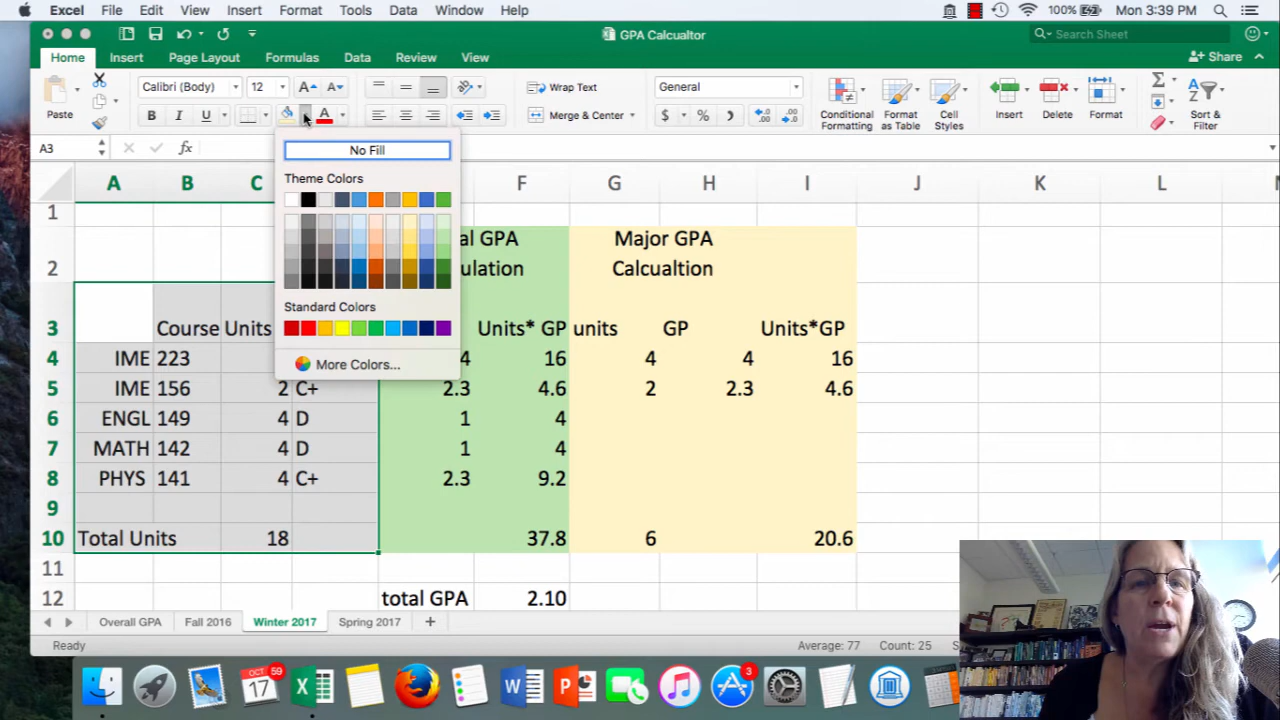 Excel File Edit View Insert Format Tools Data Window Help 100% Mon 3:39 PM
GPA Calcualtor Search Sheet
Home Insert Page Layout Formulas Data Review View Share
Paste Calibri (Body) 12 A A Wrap Text General Conditional Formatting Format as Table Cell Styles Insert Delete Format Sort & Filter
B I U A Merge & Center $ % )
A3 fx
No Fill
Theme Colors
Standard Colors
More Colors...
A B C F G H I J K L
1
2 al GPA ulation Major GPA Calcualtion
3 Course Units Units* GP units GP Units*GP
4 IME 223 4 16 4 4 16
5 IME 156 2 C+ 2.3 4.6 2 2.3 4.6
6 ENGL 149 4 D 1 4
7 MATH 142 4 D 1 4
8 PHYS 141 4 C+ 2.3 9.2
9
10 Total Units 18 37.8 6 20.6
11
12 total GPA 2.10
Overall GPA Fall 2016 Winter 2017 Spring 2017 +
Ready Average: 77 Count: 25 Sum
OCT 17 59 3